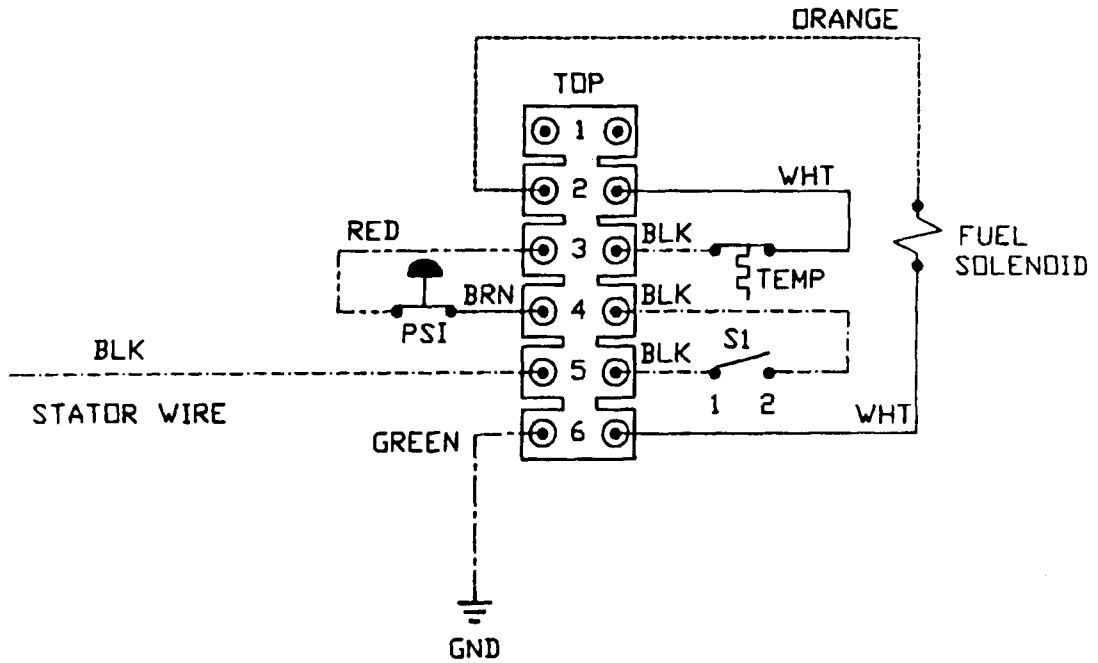 ORANGE
TOP
1
2
WHT
RED
3
BLK
TEMP
FUEL
SOLENOID
PSI
BRN
4
BLK
BLK
5
BLK
S1
1 2
STATOR WIRE
GREEN
6
WHT
GND